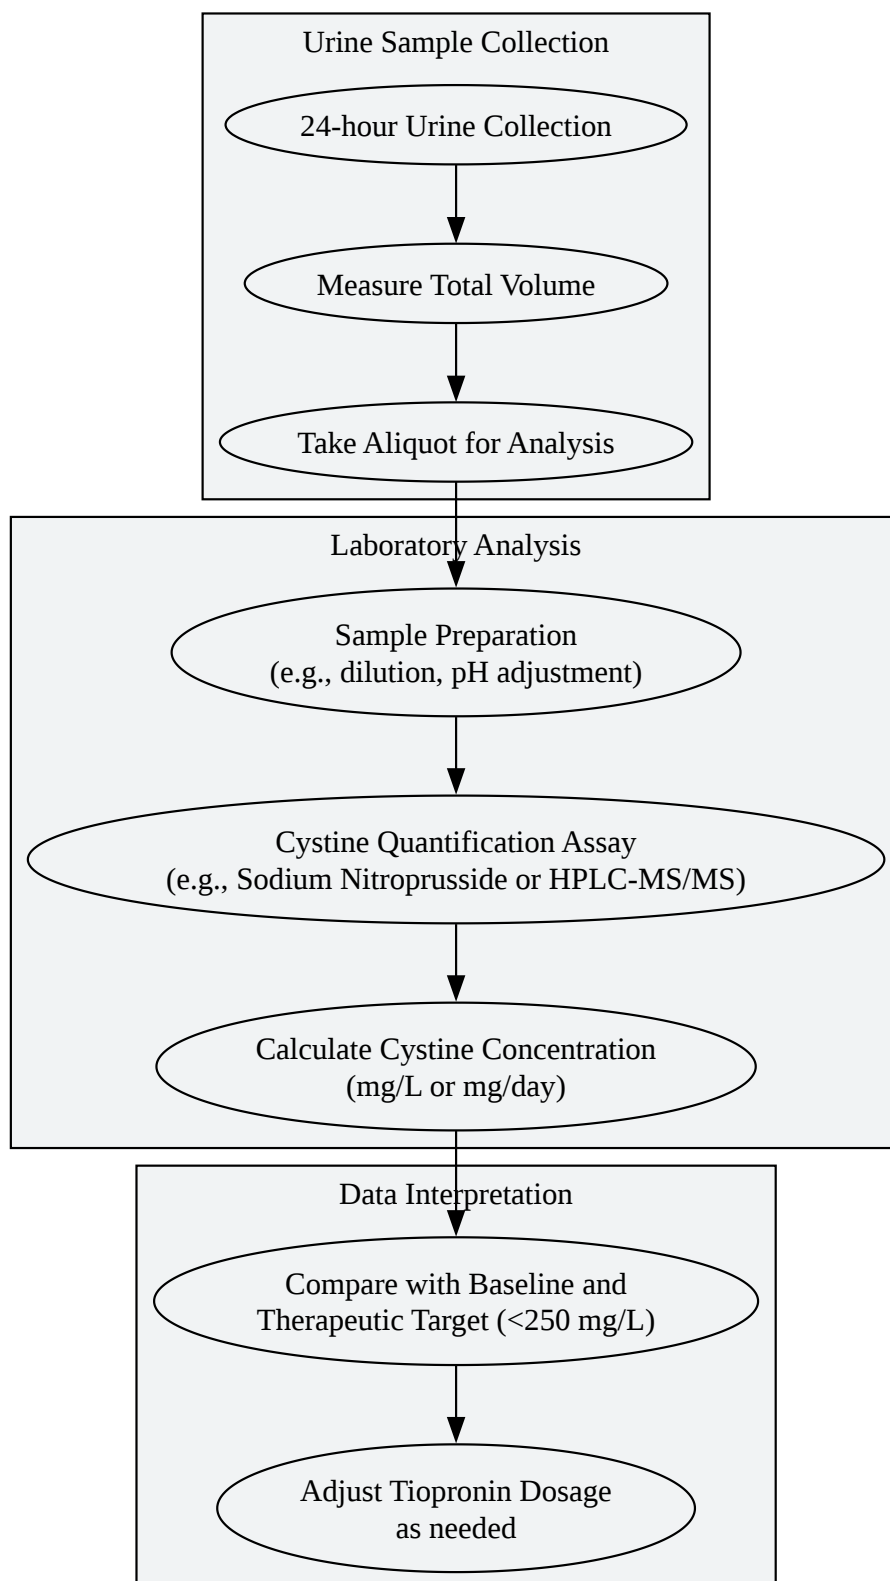 Urine Sample Collection
24-hour Urine Collection
Measure Total Volume
Take Aliquot for Analysis
Laboratory Analysis
Sample Preparation
(e.g., dilution, pH adjustment)
Cystine Quantification Assay
(e.g., Sodium Nitroprusside or HPLC-MS/MS)
Calculate Cystine Concentration
(mg/L or mg/day)
Data Interpretation
Compare with Baseline and
Therapeutic Target (<250 mg/L)
Adjust Tiopronin Dosage
as needed